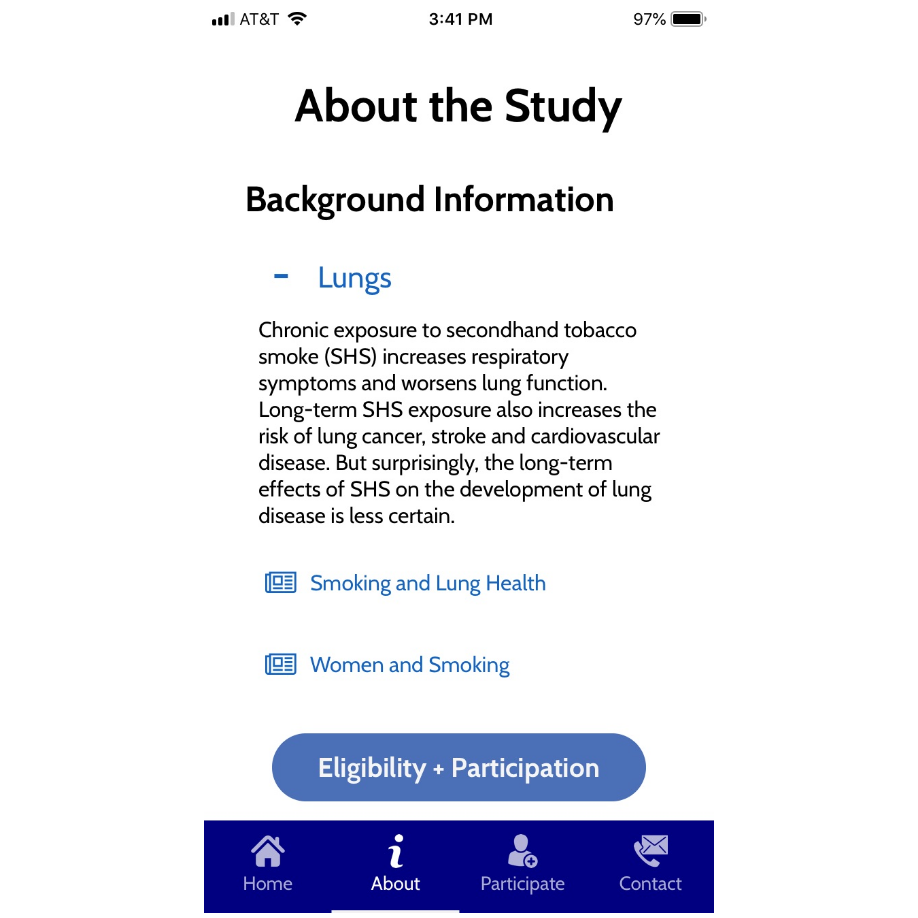 AT&T 3:41 PM 97%
About the Study
Background Information
- Lungs
Chronic exposure to secondhand tobacco
smoke (SHS) increases respiratory
symptoms and worsens lung function.
Long-term SHS exposure also increases the
risk of lung cancer, stroke and cardiovascular
disease. But surprisingly, the long-term
effects of SHS on the development of lung
disease is less certain.
Smoking and Lung Health
Women and Smoking
Eligibility + Participation
Home About Participate Contact